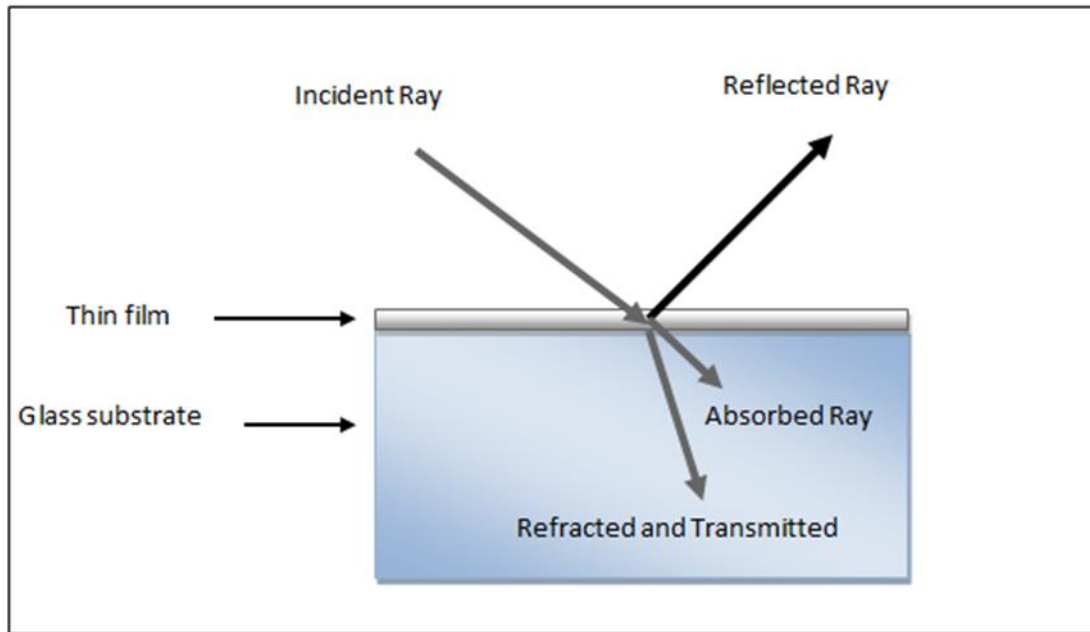 Incident Ray
Reflected Ray
Thin film
Glass substrate
Absorbed Ray
Refracted and Transmitted